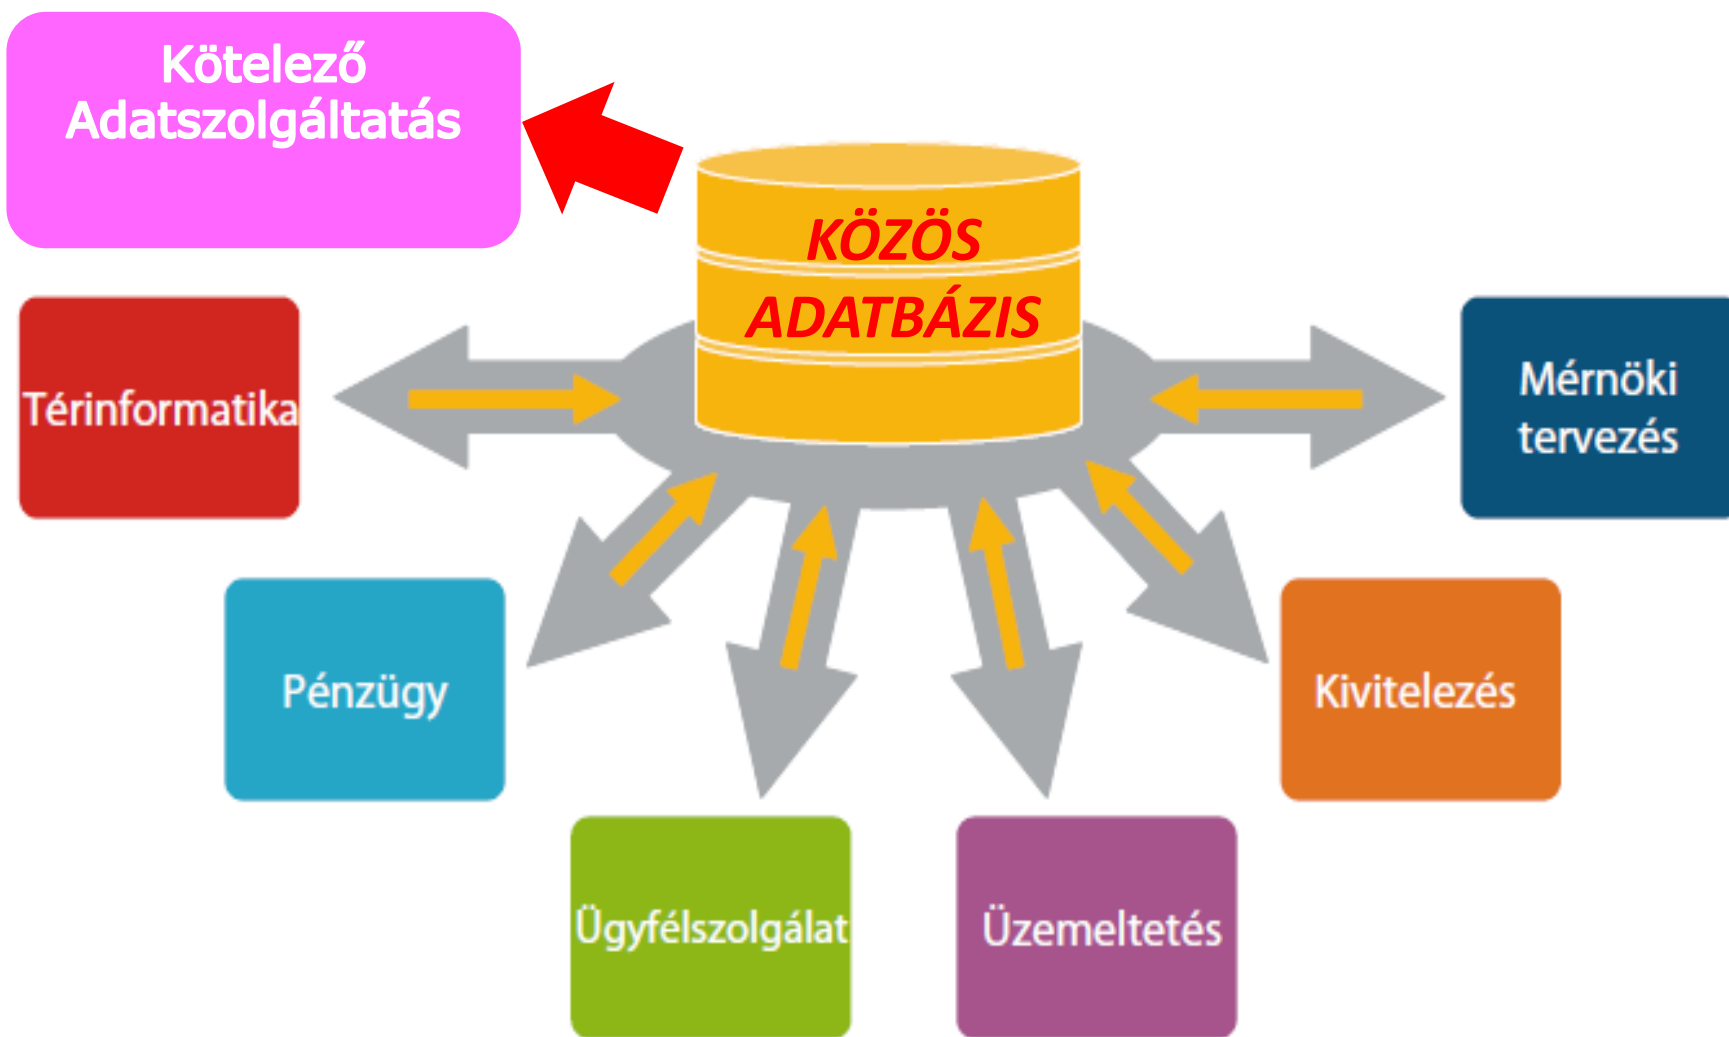 Kötelező
Adatszolgáltatás
KÖZÖS
ADATBÁZIS
Térinformatika
Mérnöki
tervezés
Pénzügy
Kivitelezés
Ügyfélszolgálat
Üzemeltetés